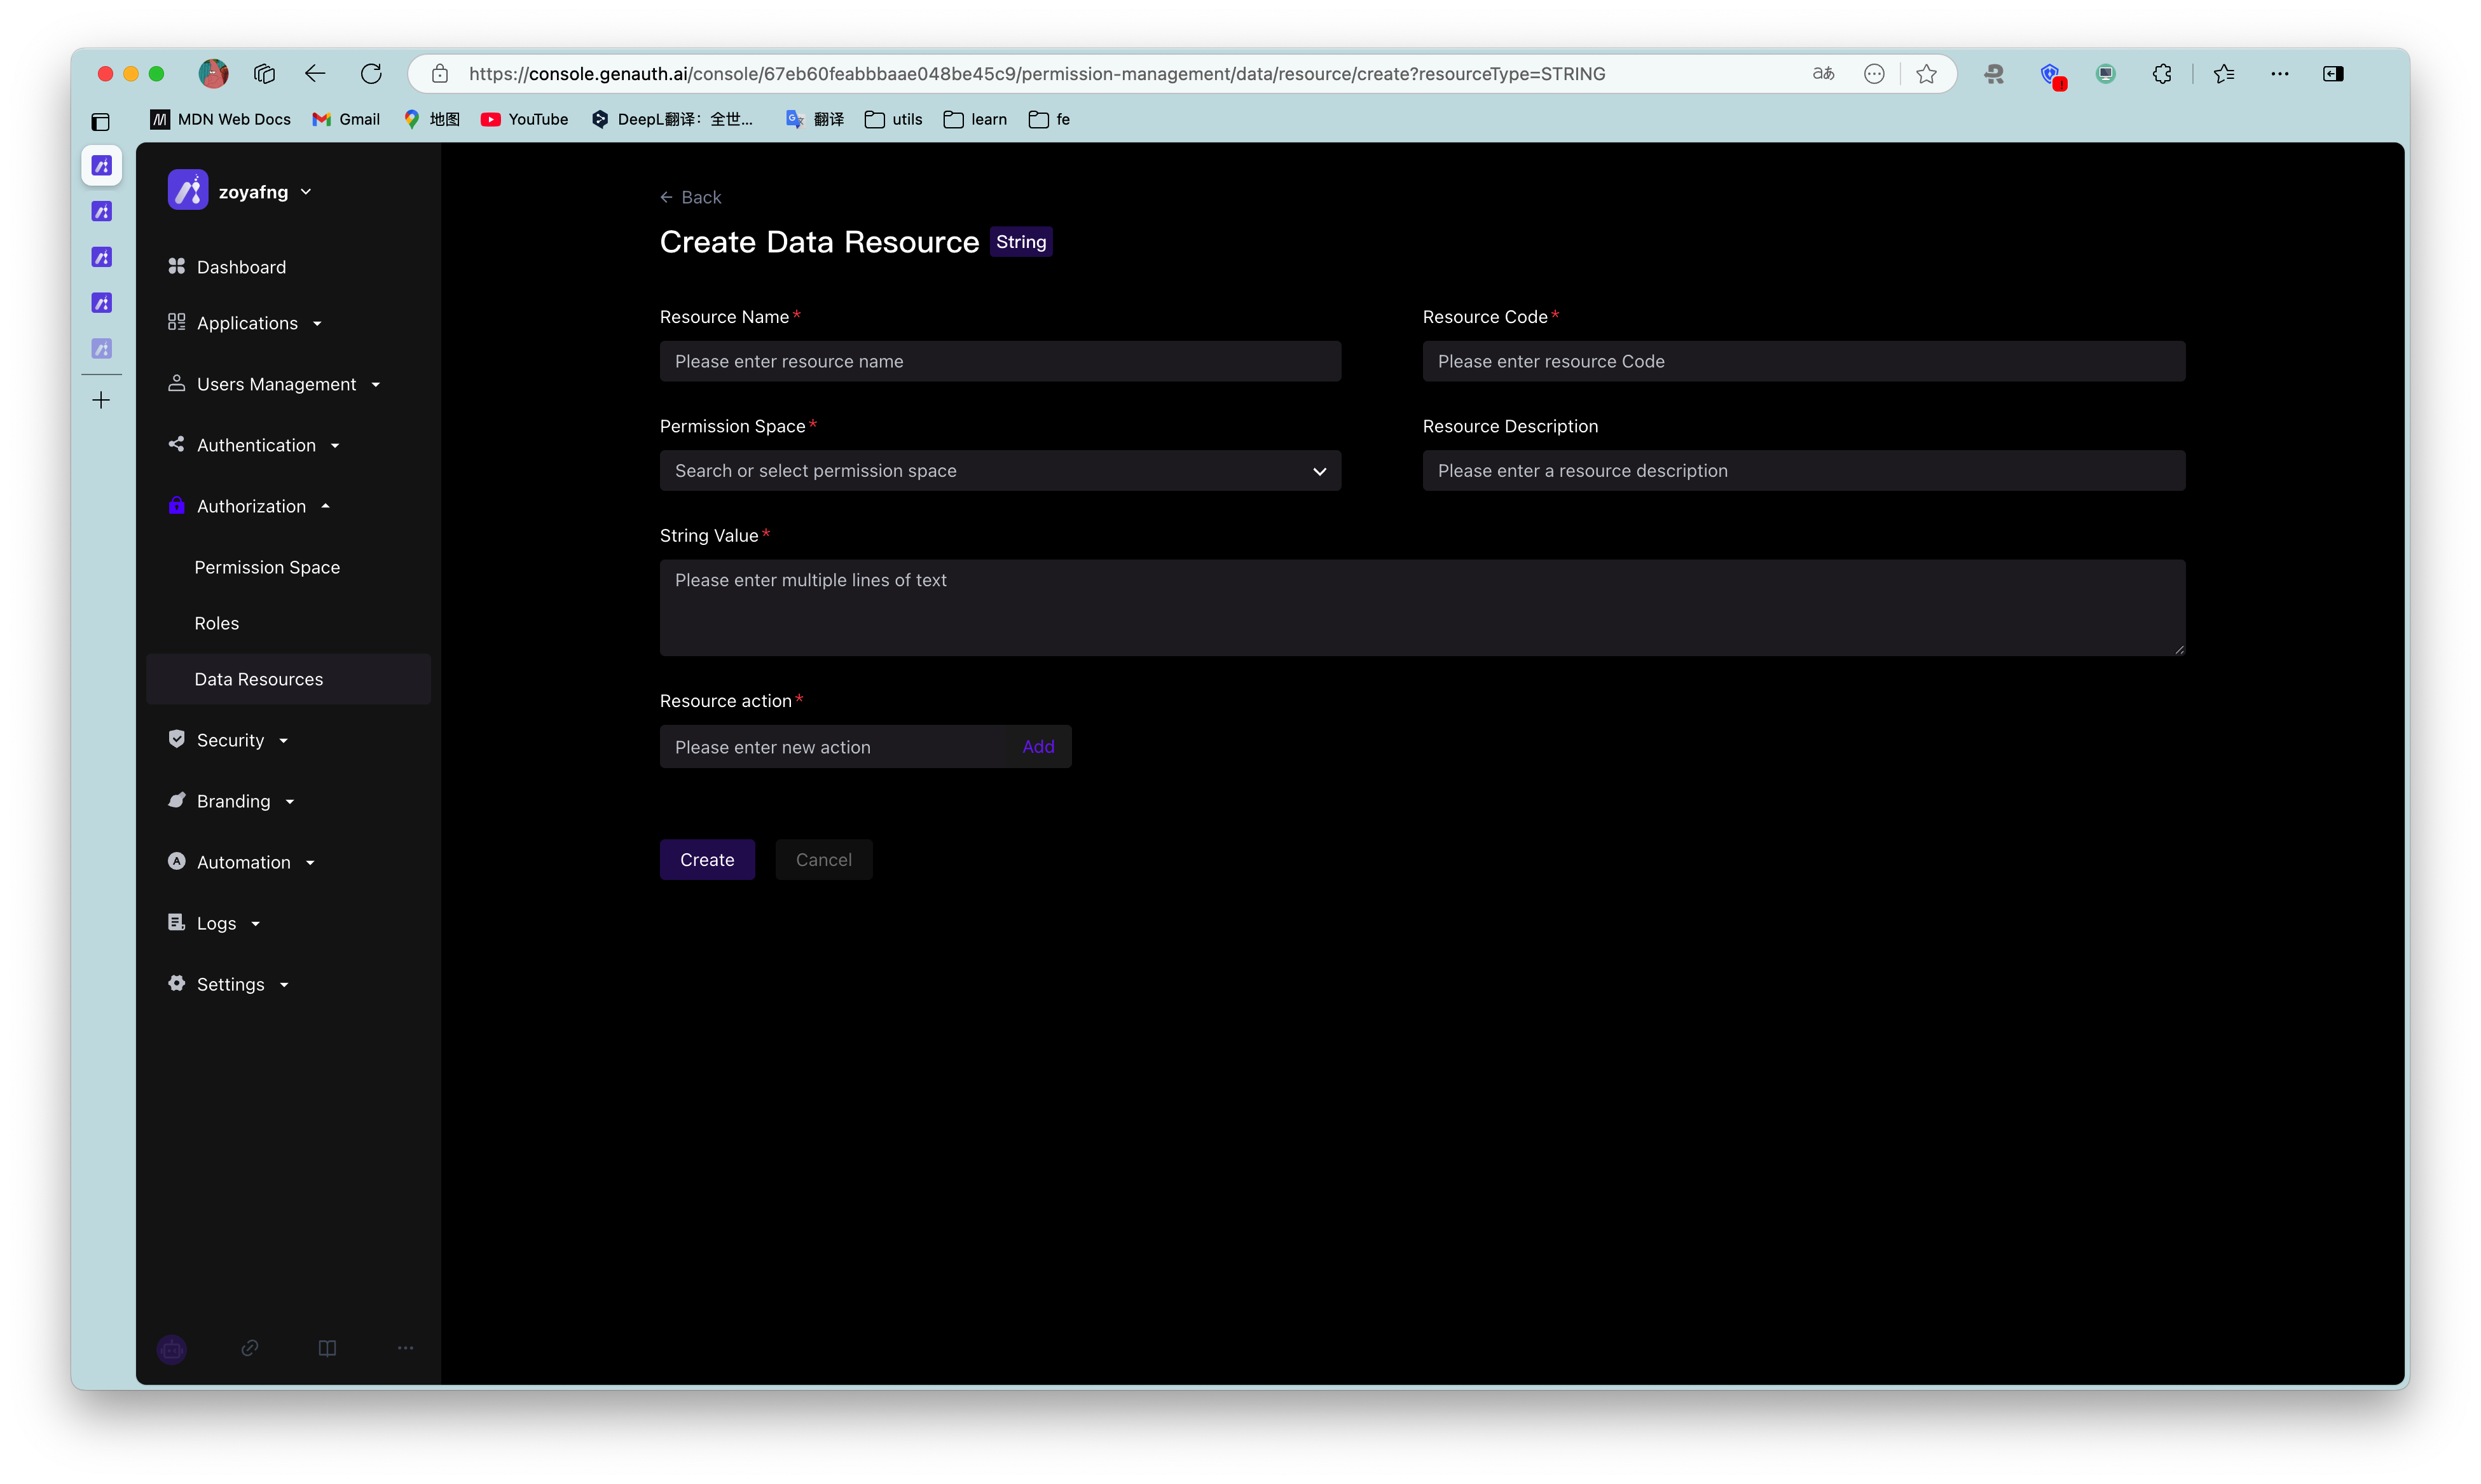 https://console.genauth.ai/console/67eb60feabbbaae048be45c9/permission-management/data/resource/create?resourceType=STRING
aあ
MDN Web Docs
Gmail
地图
YouTube
DeepL翻译：全世...
翻译
utils
learn
fe
zoyafng
Dashboard
Applications
Users Management
Authentication
Authorization
Permission Space
Roles
Data Resources
Security
Branding
Automation
Logs
Settings
Back
Create Data Resource String
Resource Name*
Please enter resource name
Resource Code*
Please enter resource Code
Permission Space*
Search or select permission space
Resource Description
Please enter a resource description
String Value*
Please enter multiple lines of text
Resource action*
Please enter new action
Add
Create
Cancel